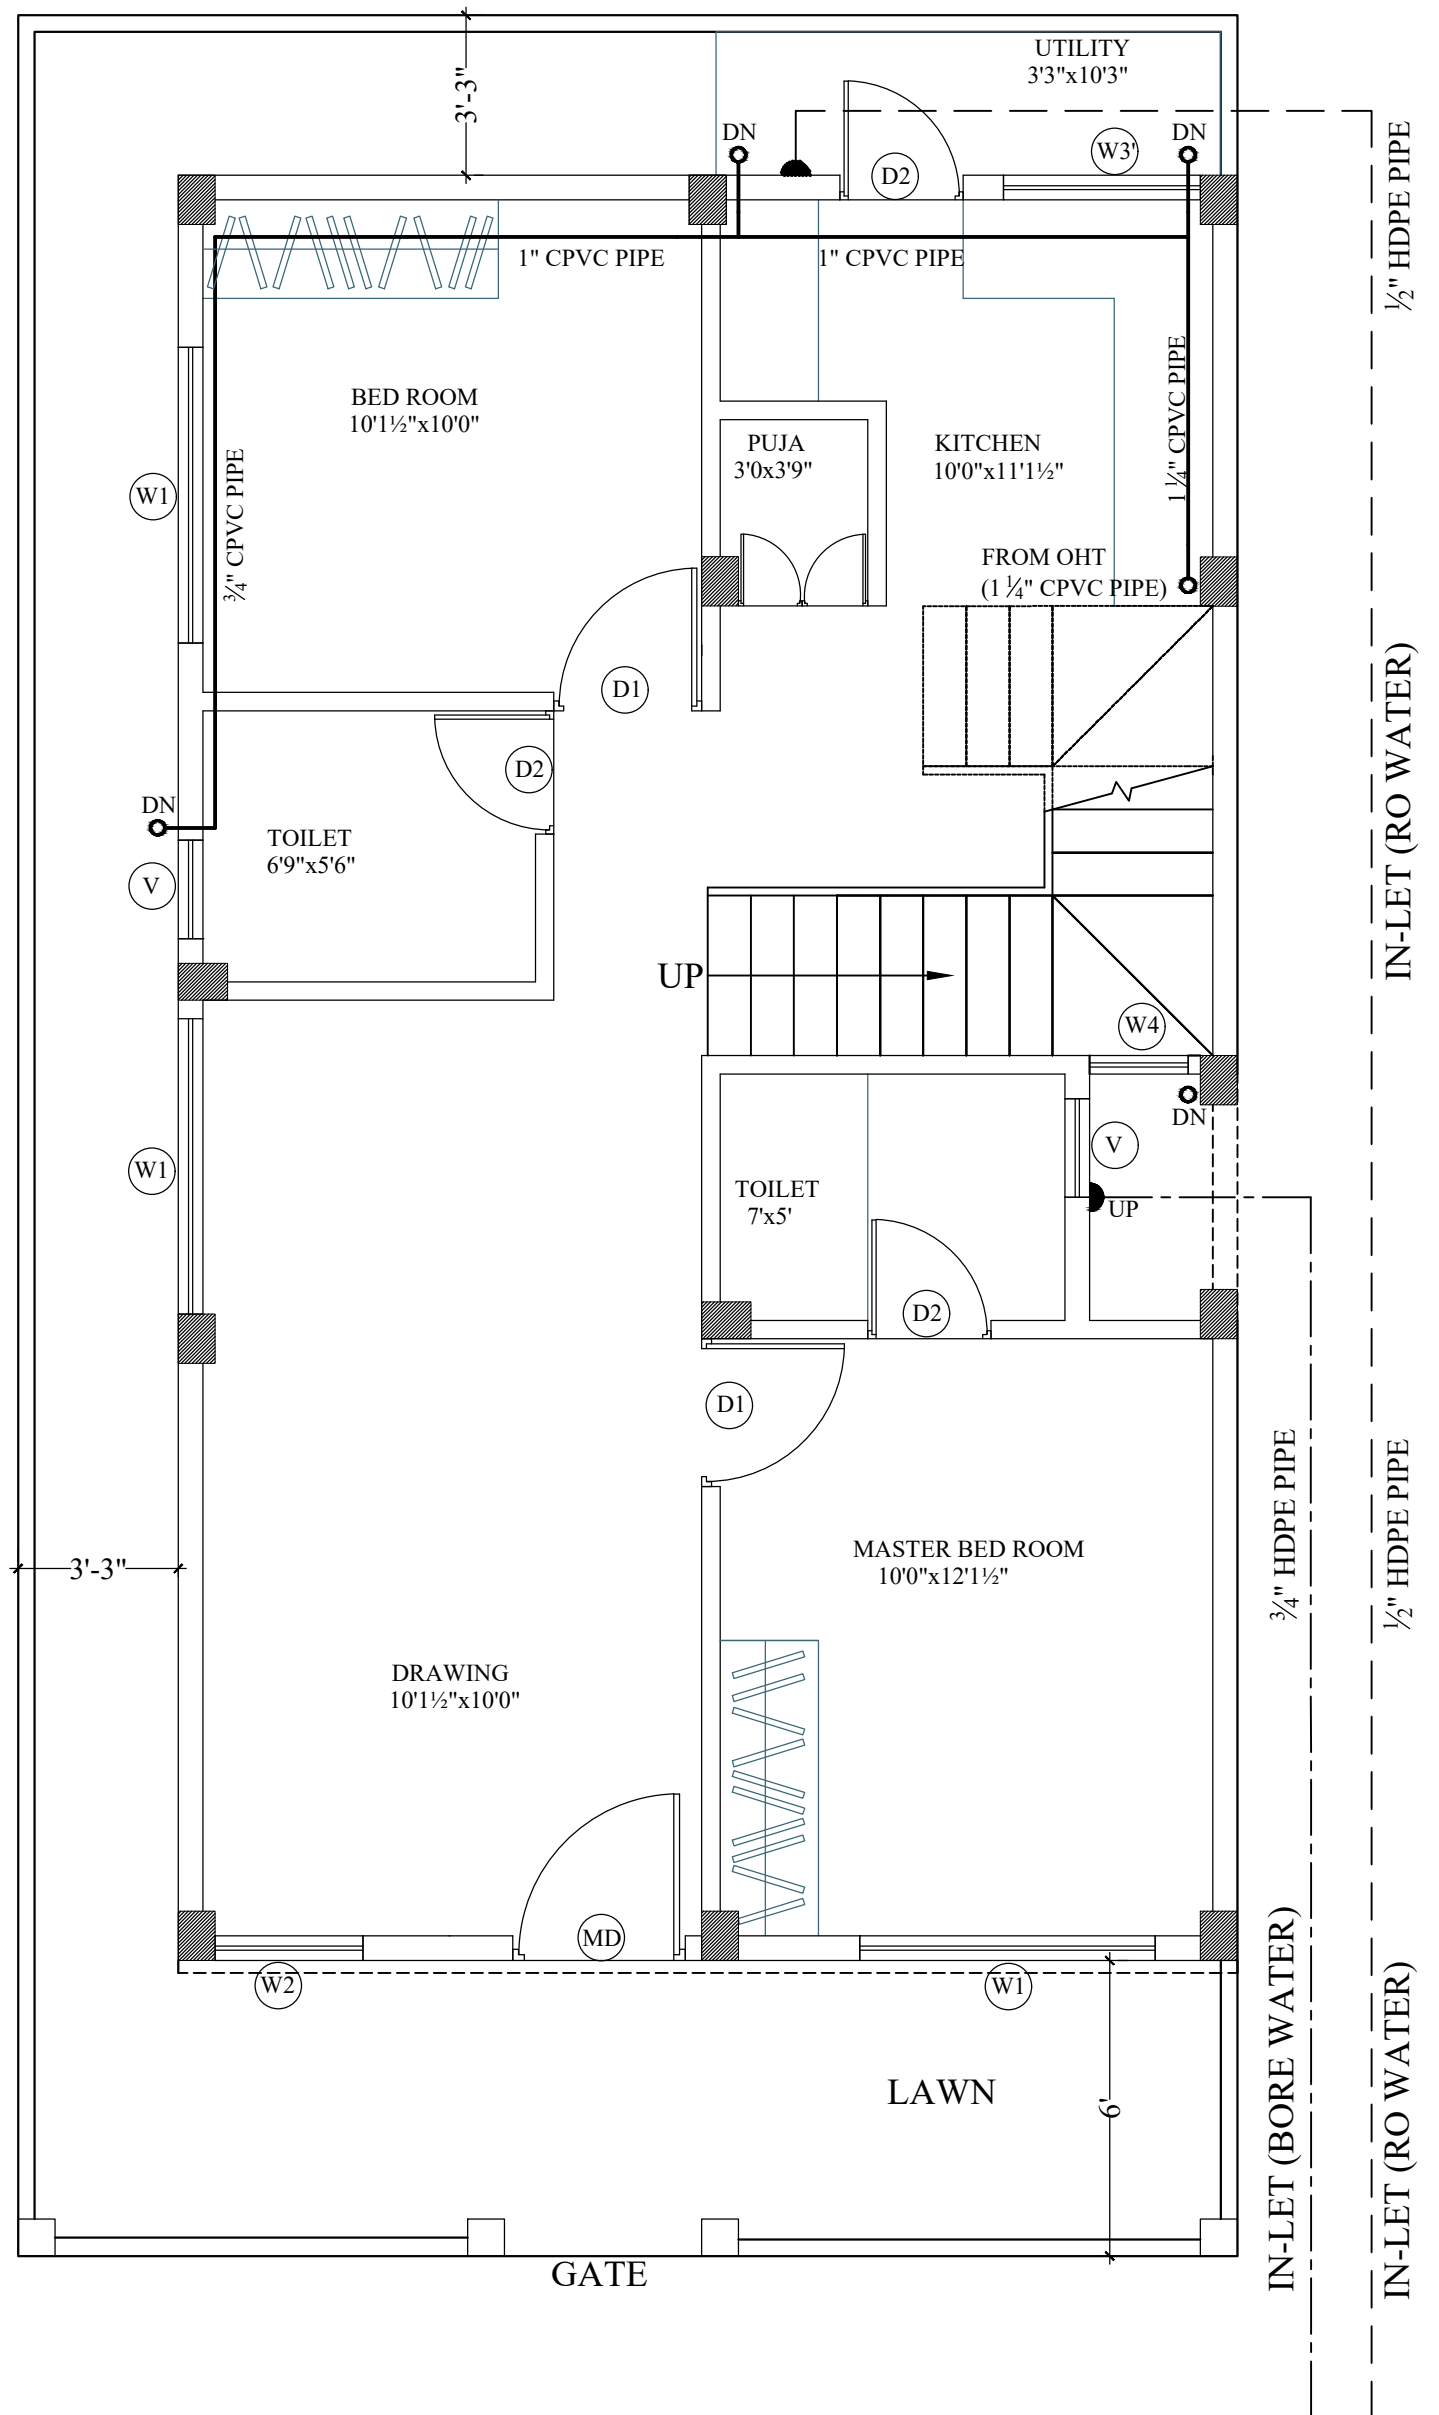 UTILITY
3'3"x10'3"
3'-3"
DN
DN
W3'
D2
½" HDPE PIPE
1" CPVC PIPE
1" CPVC PIPE
1 ¼" CPVC PIPE
BED ROOM
10'1½"x10'0"
PUJA
3'0x3'9"
KITCHEN
10'0"x11'1½"
W1
¾" CPVC PIPE
FROM OHT
(1 ¼" CPVC PIPE)
D1
IN-LET (RO WATER)
D2
DN
TOILET
6'9"x5'6"
V
UP
W4
DN
V
W1
TOILET
7'x5'
UP
D2
D1
¾" HDPE PIPE
½" HDPE PIPE
MASTER BED ROOM
10'0"x12'1½"
3'-3"
DRAWING
10'1½"x10'0"
MD
W2
W1
IN-LET (BORE WATER)
IN-LET (RO WATER)
LAWN
6'
GATE